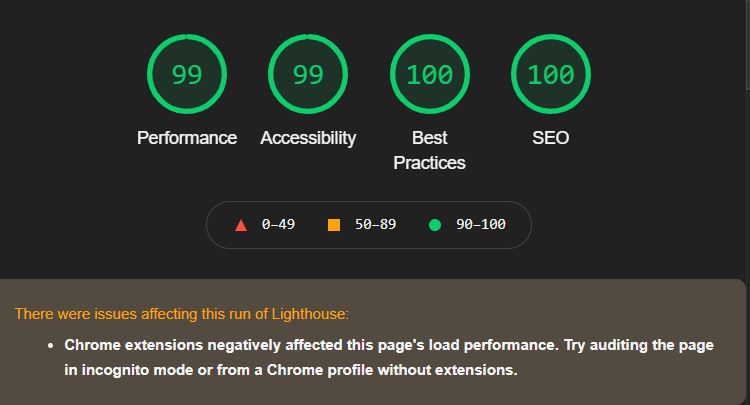 99 99 100 100
Performance Accessibility Best Practices SEO
0–49 50–89 90–100
There were issues affecting this run of Lighthouse:
Chrome extensions negatively affected this page's load performance. Try auditing the page
in incognito mode or from a Chrome profile without extensions.